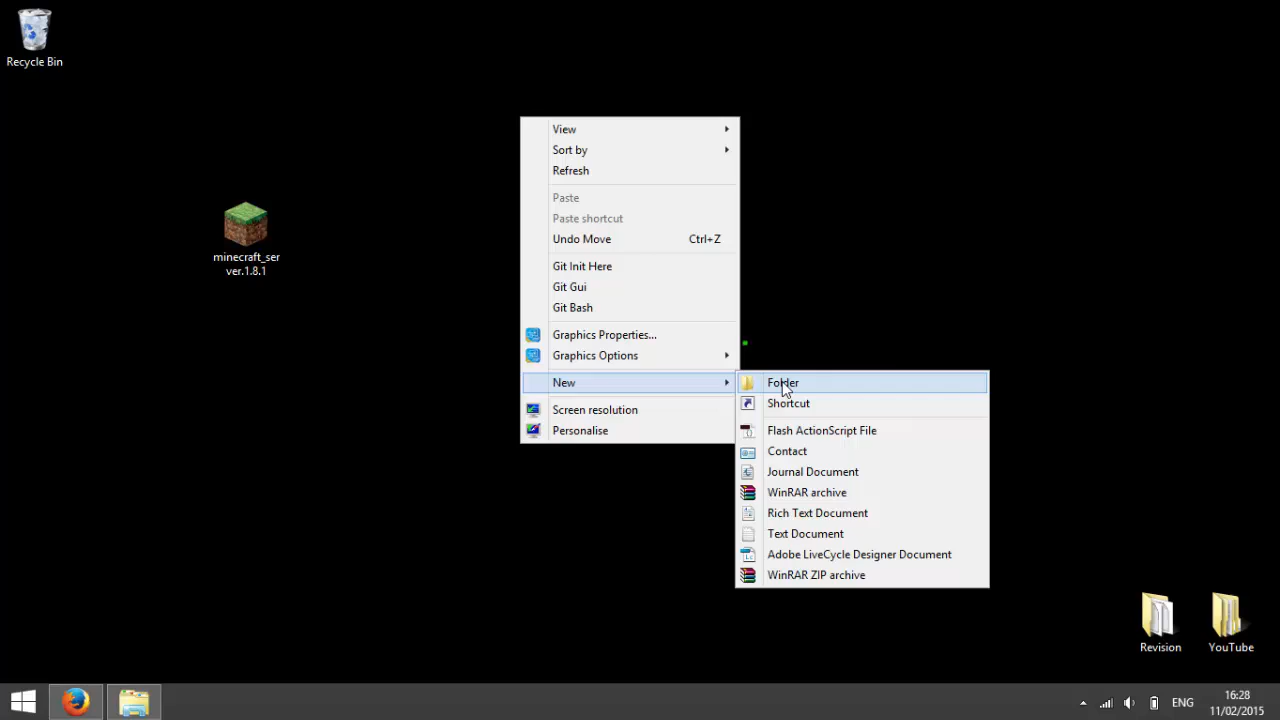 Recycle Bin
minecraft_ser
ver.1.8.1
View
Sort by
Refresh
Paste
Paste shortcut
Undo Move Ctrl+Z
Git Init Here
Git Gui
Git Bash
Graphics Properties...
Graphics Options
New
Screen resolution
Personalise
Folder
Shortcut
Flash ActionScript File
Contact
Journal Document
WinRAR archive
Rich Text Document
Text Document
Adobe LiveCycle Designer Document
WinRAR ZIP archive
Revision
YouTube
ENG
16:28
11/02/2015